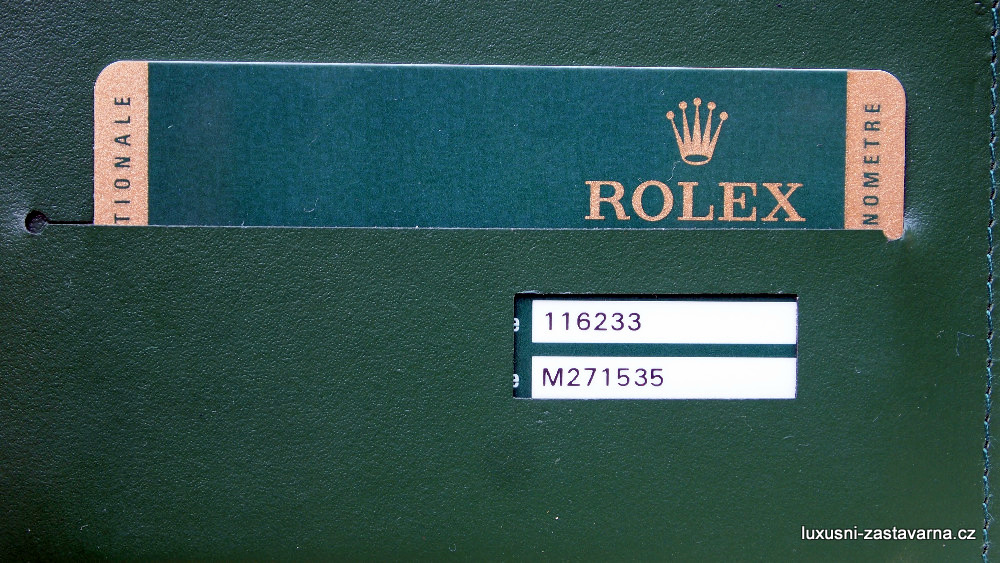 TIONALE
ROLEX
NOMETRE
116233
M271535
luxusni-zastavarna.cz